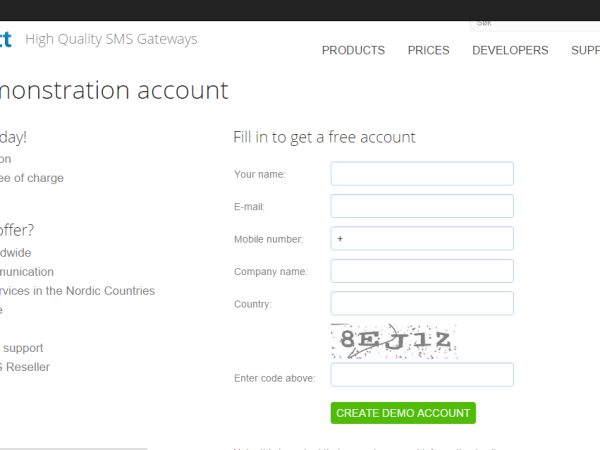 tt High Quality SMS Gateways
Søk
PRODUCTS PRICES DEVELOPERS SUPP
monstration account
day!
on
ee of charge
offer?
dwide
munication
rvices in the Nordic Countries
e
support
S Reseller
Fill in to get a free account
Your name:
E-mail:
Mobile number: +
Company name:
Country:
8EJ1Z
Enter code above:
CREATE DEMO ACCOUNT